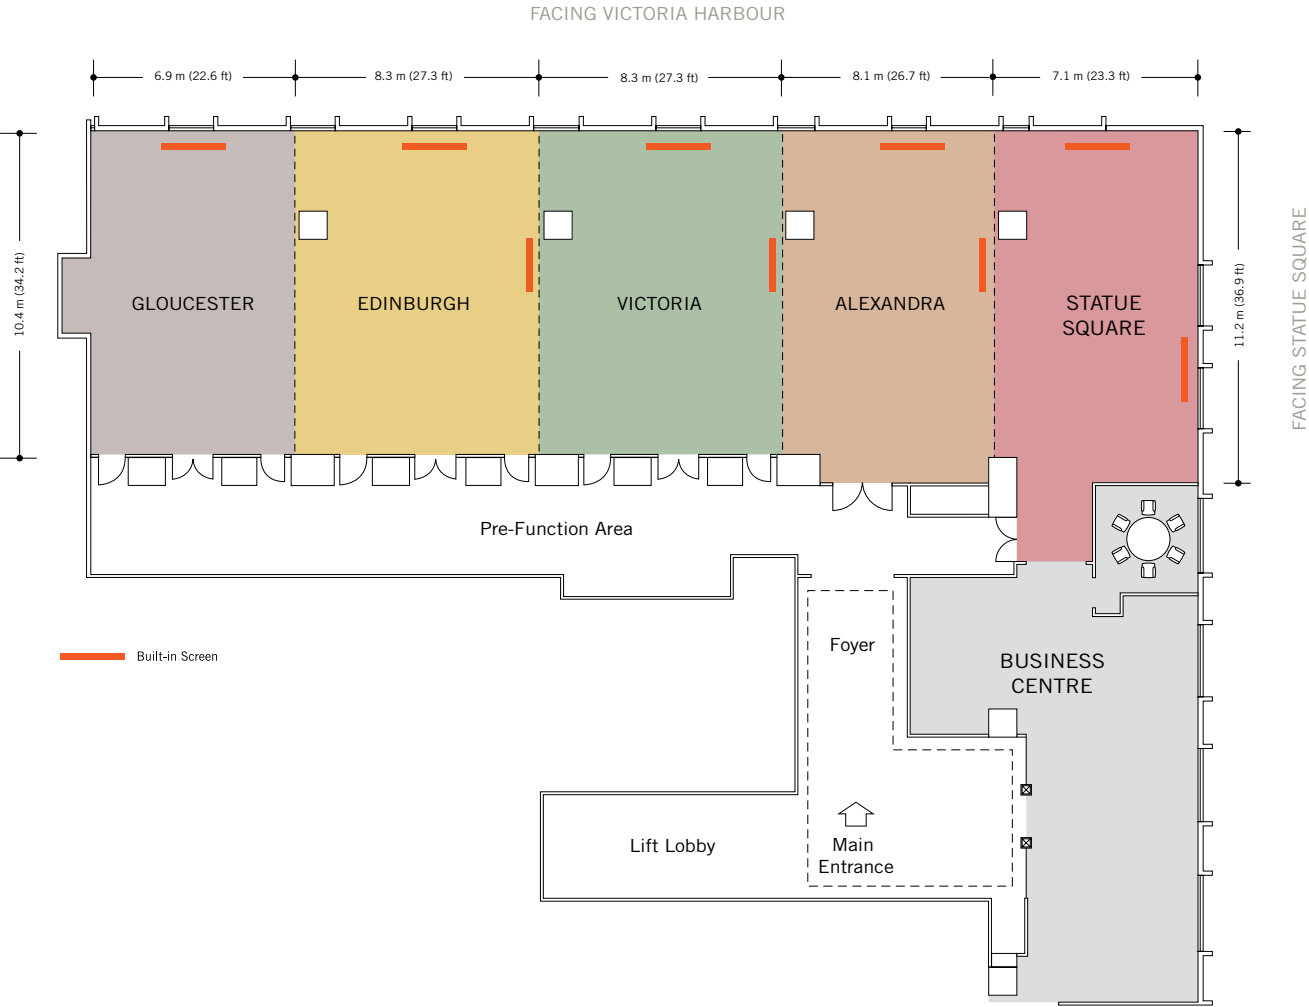 FACING VICTORIA HARBOUR
6.9 m (22.6 ft)
8.3 m (27.3 ft)
8.3 m (27.3 ft)
8.1 m (26.7 ft)
7.1 m (23.3 ft)
10.4 m (34.2 ft)
11.2 m (36.9 ft)
FACING STATUE SQUARE
GLOUCESTER
EDINBURGH
VICTORIA
ALEXANDRA
STATUE
SQUARE
Pre-Function Area
Built-in Screen
Foyer
BUSINESS
CENTRE
Lift Lobby
Main
Entrance